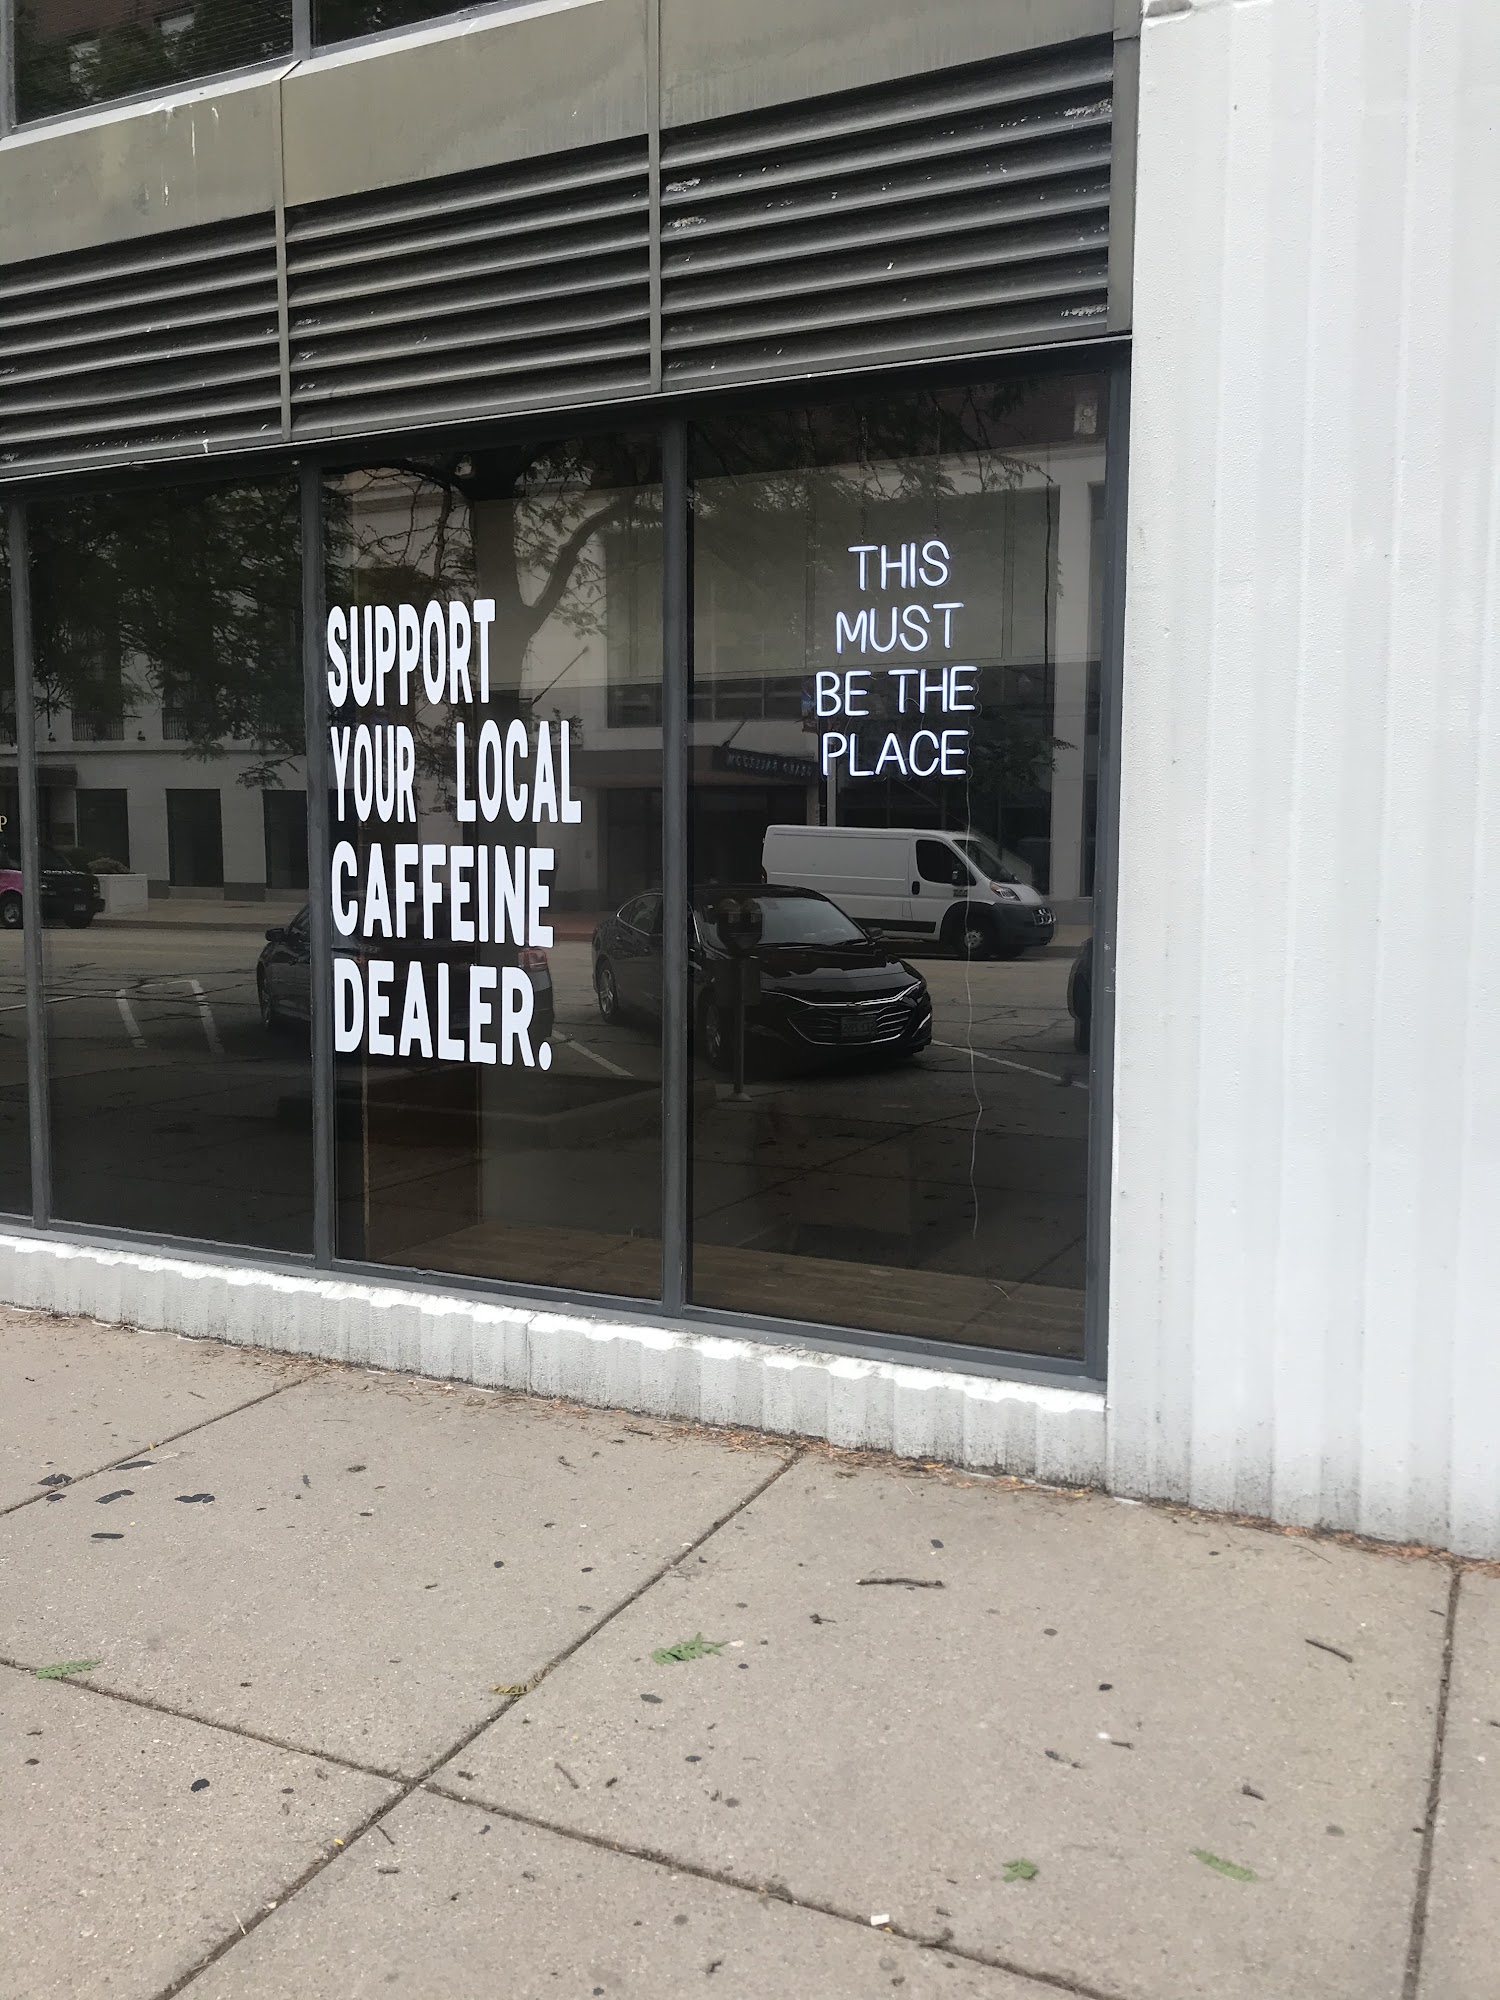 SUPPORT
YOUR LOCAL
CAFFEINE
DEALER.
THIS
MUST
BE THE
PLACE